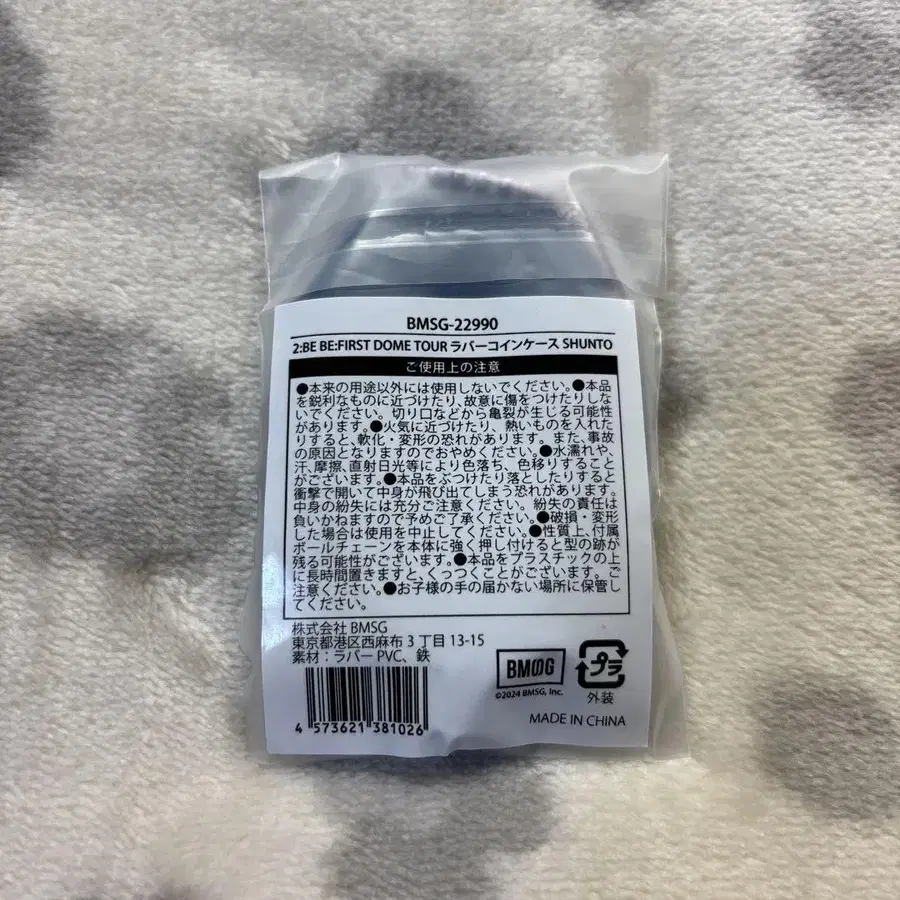 BMSG-22990
2:BE BE:FIRST DOME TOUR ラバーコインケース SHUNTO
ご使用上の注意
●本来の用途以外には使用しないでください。●本品
を鋭利なものに近づけたり、故意に傷をつけたりしな
いでください。切り口などから亀裂が生じる可能性
があります。●火気に近づけたり、熱いものを入れた
りすると、軟化・変形の恐れがあります。また、事故
の原因となりますのでおやめください。●水濡れや、
汗、摩擦、直射日光等により色落ち、色移りすること
がございます。●本品をぶつけたり落としたりすると
衝撃で開いて中身が飛び出てしまう恐れがあります。
中身の紛失には充分ご注意ください。紛失の責任は
負いかねますので予めご了承ください。●破損・変形
した場合は使用を中止してください。●性質上、付属
ボールチェーンを本体に強く押し付けると型の跡が
残る可能性がございます。●本品をプラスチックの上
に長時間置きますと、くっつくことがございます。ご
注意ください。●お子様の手の届かない場所に保管し
てください。
株式会社 BMSG
東京都港区西麻布 3 丁目 13-15
素材：ラバー PVC、鉄
BMSG
©2024 BMSG, Inc.
プラ
外装
4 573621 381026
MADE IN CHINA